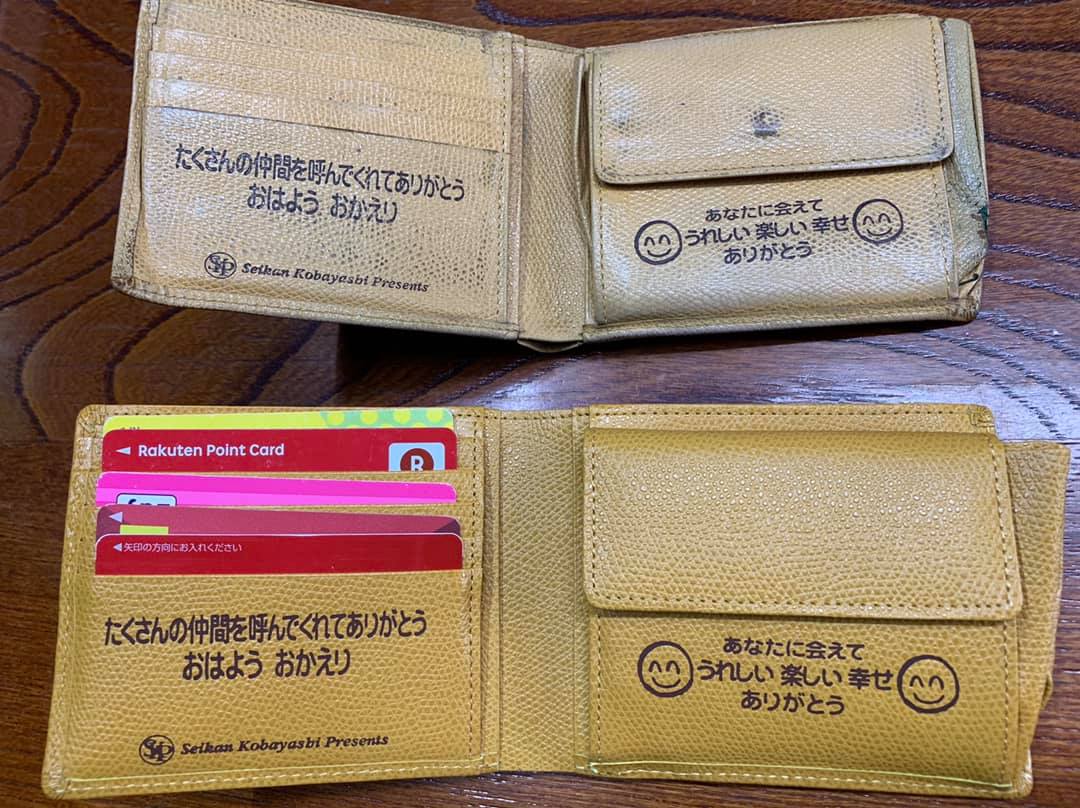 たくさんの仲間を呼んでくれてありがとう
おはよう おかえり
Seikan Kobayashi Presents
あなたに会えて
うれしい 楽しい 幸せ
ありがとう
Rakuten Point Card
R
矢印の方向にお入れください
たくさんの仲間を呼んでくれてありがとう
おはよう おかえり
Seikan Kobayashi Presents
あなたに会えて
うれしい 楽しい 幸せ
ありがとう